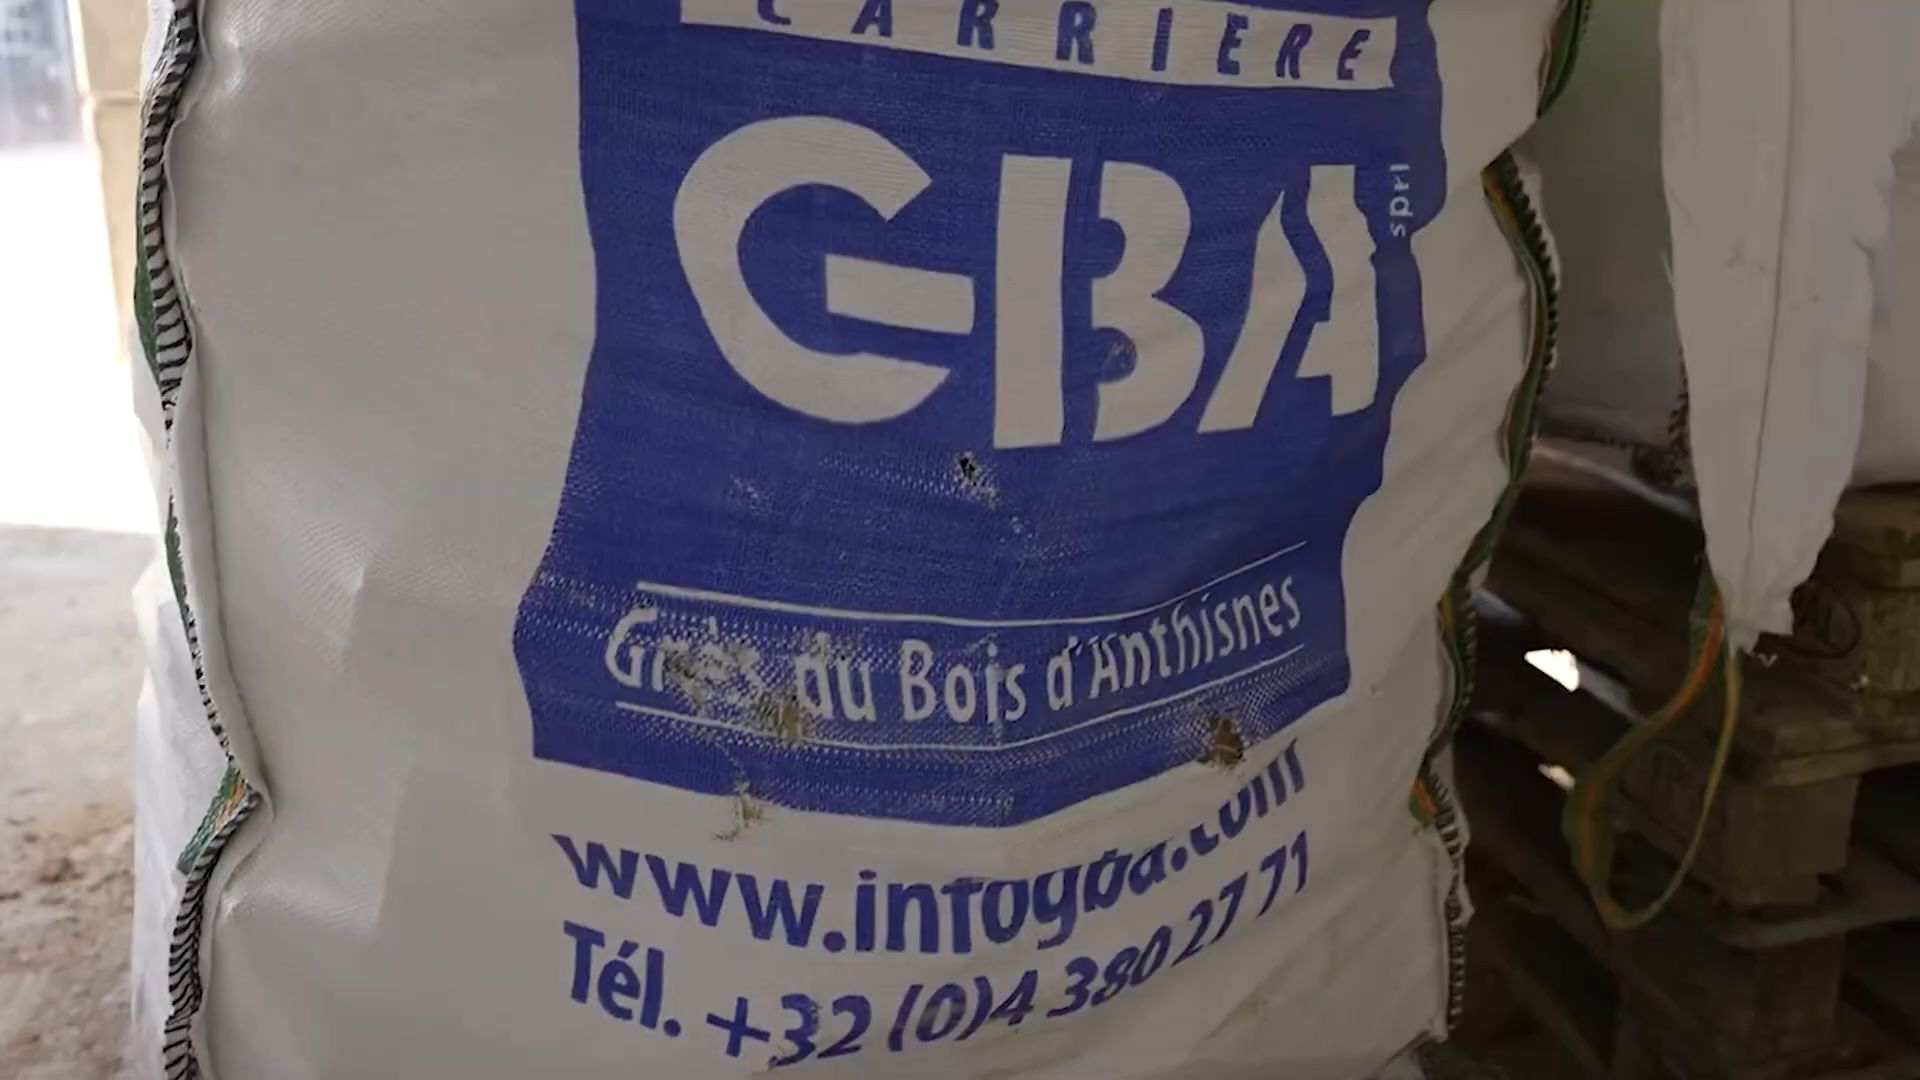 CARRIERE
GBA sprl
Grès du Bois d'Anthisnes
www.infogba.com
Tél. +32 (0)4 380 27 71